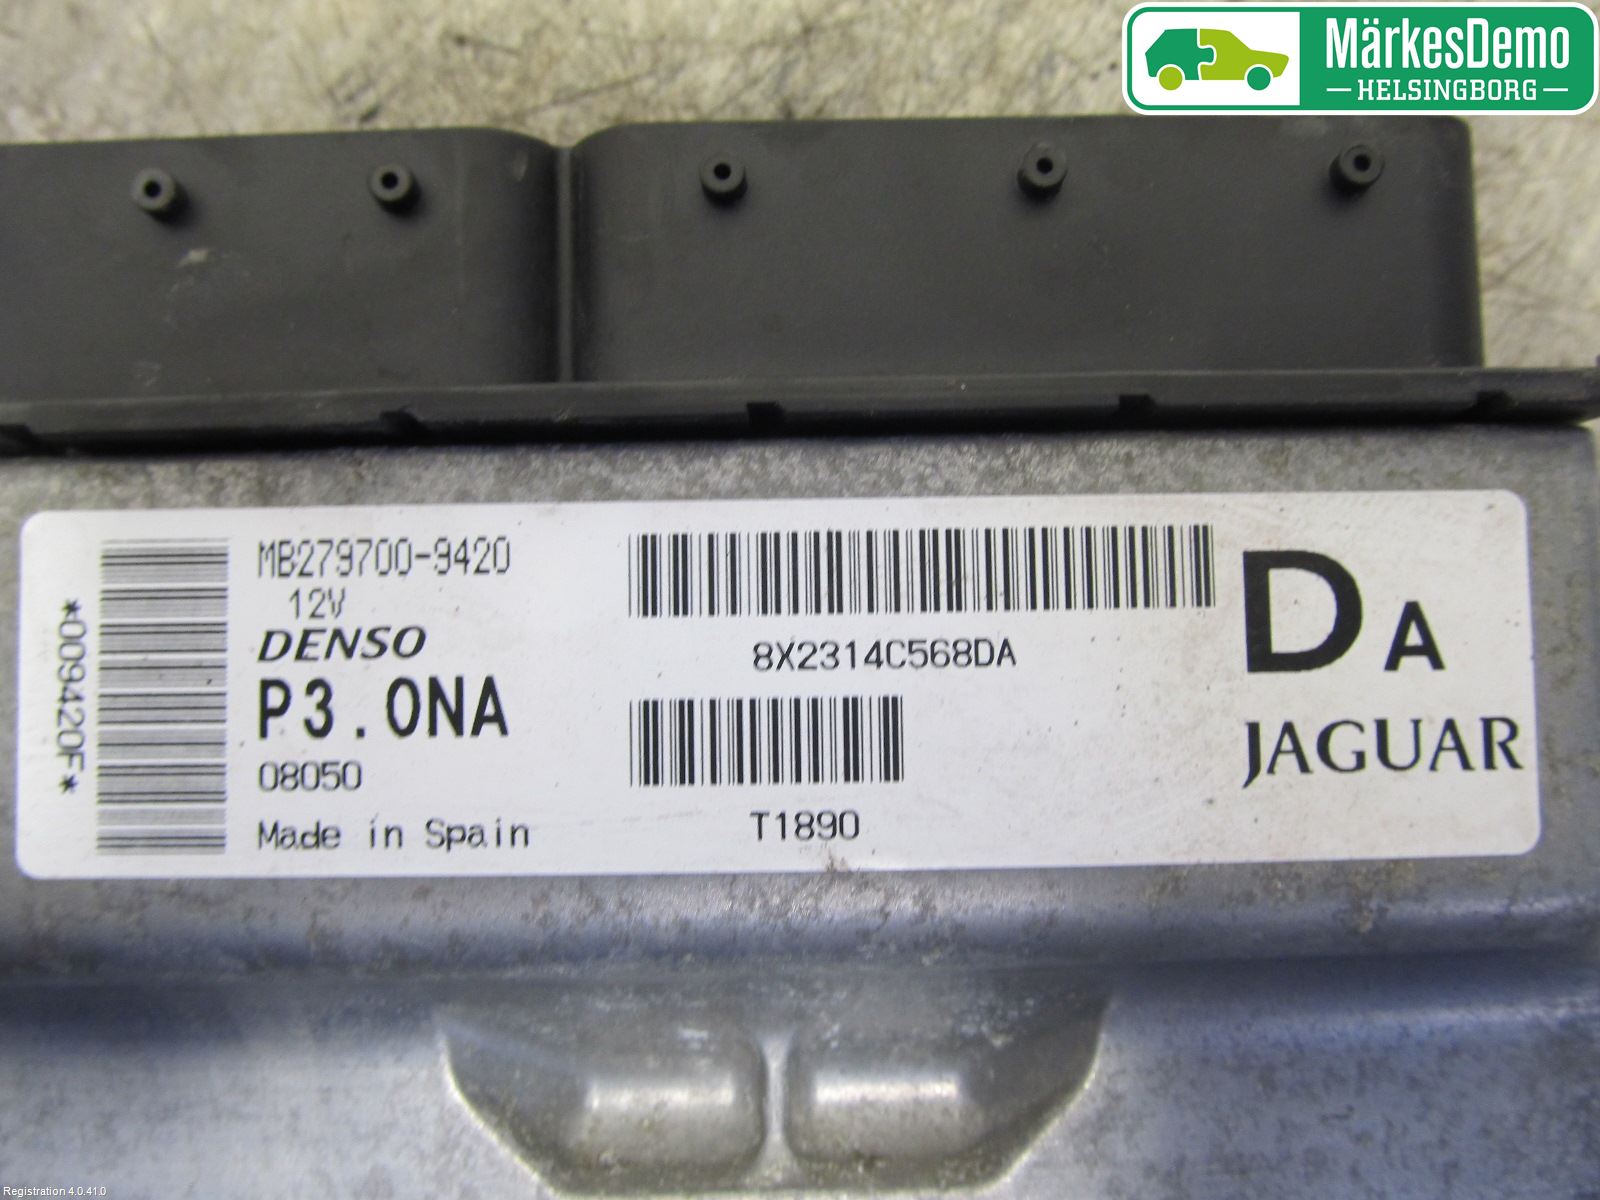 MärkesDemo
HELSINGBORG
*009420F*
MB279700-9420
12V
DENSO
P3.0NA
08050
Made in Spain
8X2314C568DA
T1890
D A
JAGUAR
Registration 4.0.41.0